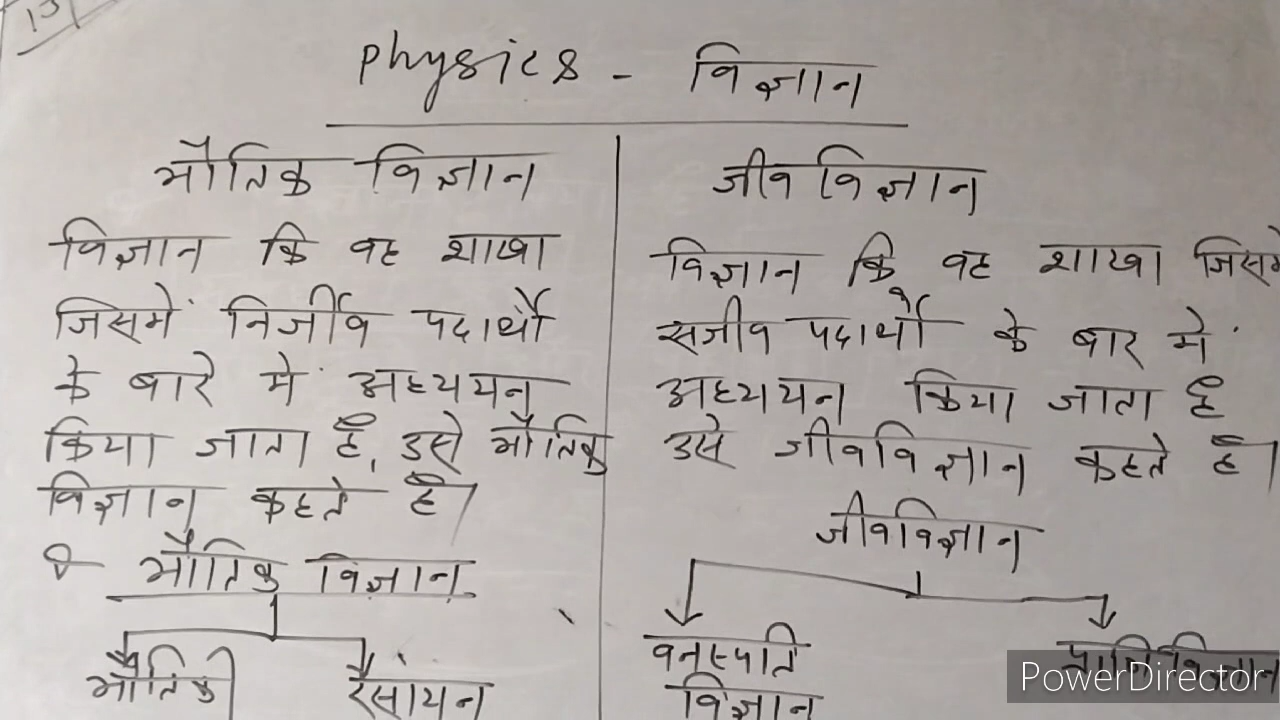 13
Physics - विज्ञान
भौतिक विज्ञान
विज्ञान कि वह शाखा
जिसमें निर्जीव पदार्थों
के बारे में अध्ययन
किया जाता है, उसे भौतिक
विज्ञान कहते है।
भौतिक विज्ञान
भौतिकी रसायन
जीव विज्ञान
विज्ञान कि वह शाखा जिसमे
सजीव पदार्थों के बार में
अध्ययन किया जाता है
उसे जीवविज्ञान कहते है।
जीवविज्ञान
वनस्पति
विज्ञान
प्राणि विज्ञान
PowerDirector